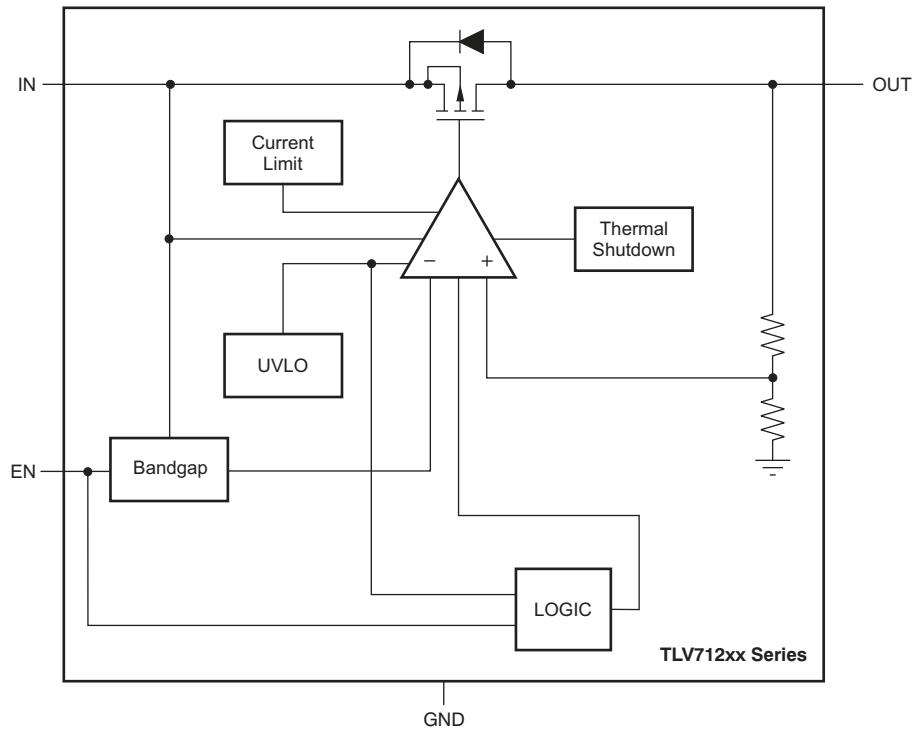 IN
OUT
Current
Limit
Thermal
Shutdown
−
+
UVLO
EN
Bandgap
LOGIC
TLV712xx Series
GND